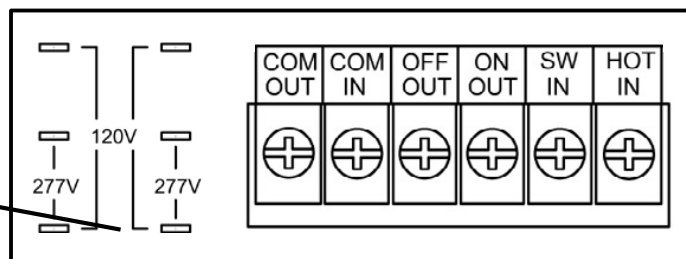 COM COM OFF ON SW HOT
OUT IN OUT OUT IN IN
120V
277V 277V